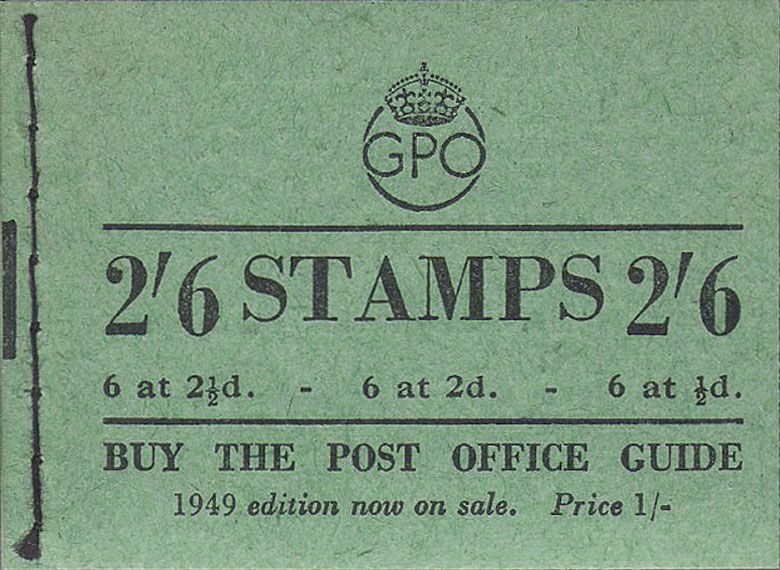 GPO
2'6 STAMPS 2'6
6 at 2½d. - 6 at 2d. - 6 at ½d.
BUY THE POST OFFICE GUIDE
1949 edition now on sale. Price 1/-